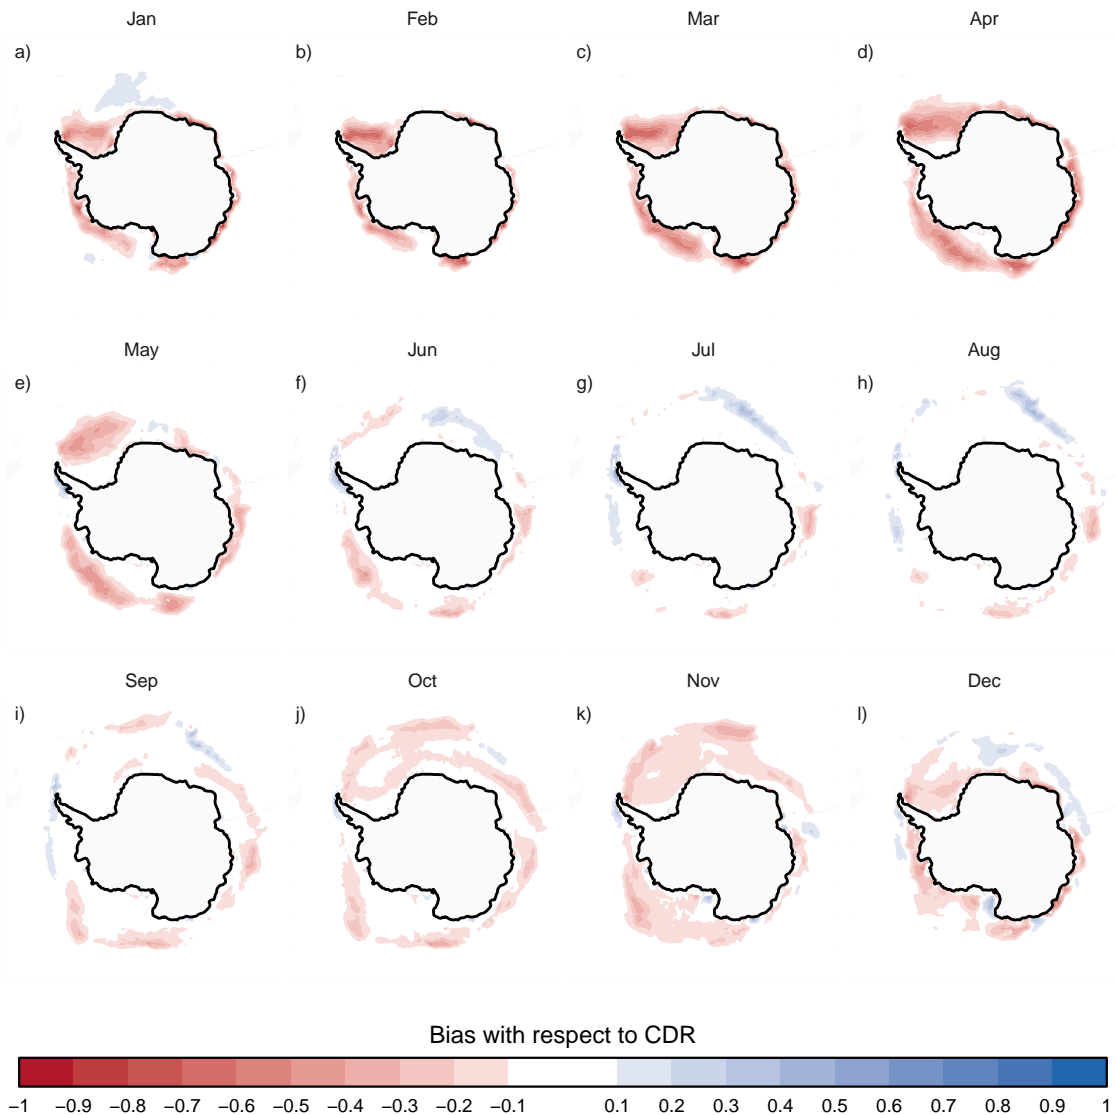 Jan Feb Mar Apr
a) b) c) d)
May Jun Jul Aug
e) f) g) h)
Sep Oct Nov Dec
i) j) k) l)
Bias with respect to CDR
−1 −0.9 −0.8 −0.7 −0.6 −0.5 −0.4 −0.3 −0.2 −0.1 0.1 0.2 0.3 0.4 0.5 0.6 0.7 0.8 0.9 1